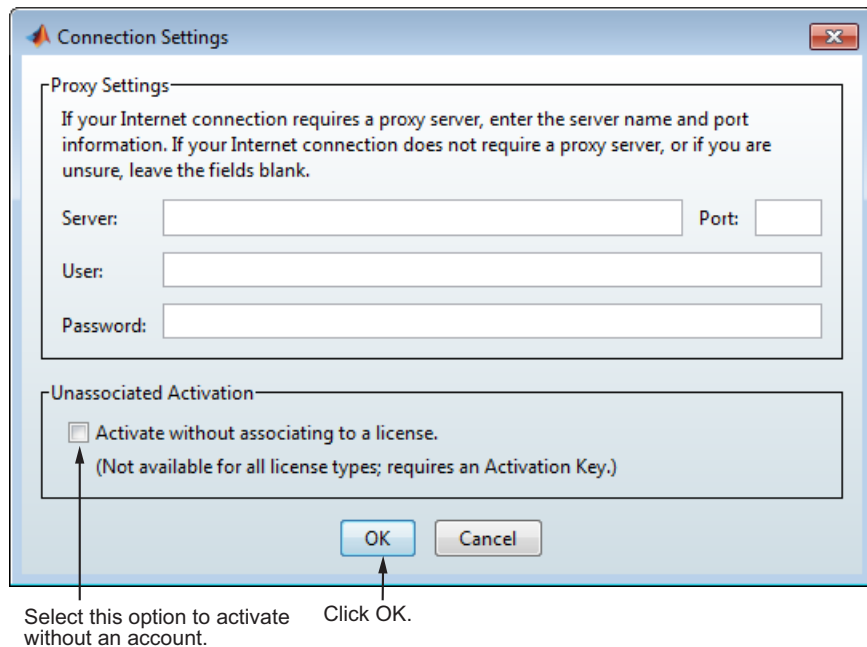 Connection Settings
Proxy Settings
If your Internet connection requires a proxy server, enter the server name and port
information. If your Internet connection does not require a proxy server, or if you are
unsure, leave the fields blank.
Server: Port:
User:
Password:
Unassociated Activation
Activate without associating to a license.
(Not available for all license types; requires an Activation Key.)
OK Cancel
Select this option to activate Click OK.
without an account.